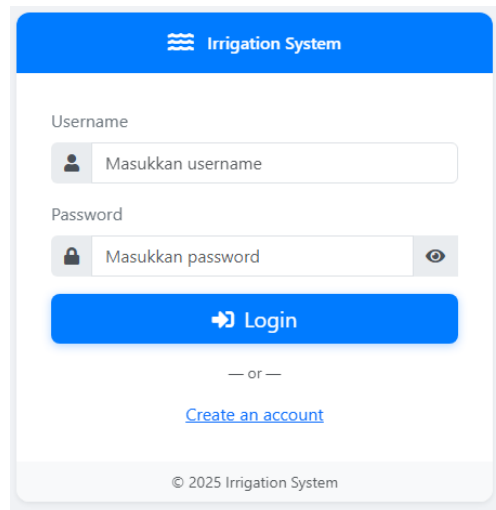 Irrigation System
Username
Masukkan username
Password
Masukkan password
Login
— or —
Create an account
© 2025 Irrigation System